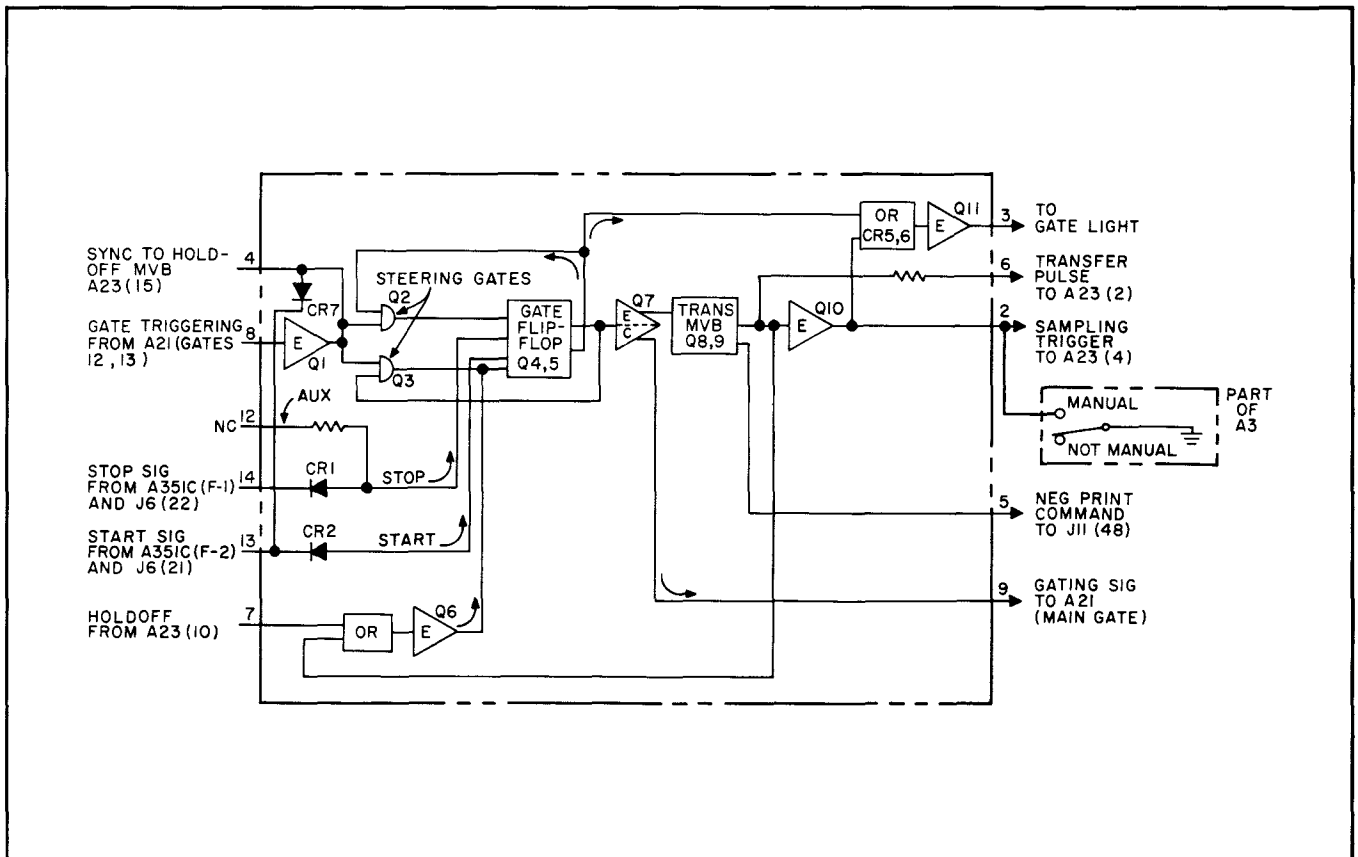 SYNC TO HOLD-
OFF MVB
A23(15)
4
CR7
GATE TRIGGERING
FROM A21(GATES
12, 13)
8
E
Q1
STEERING GATES
Q2
Q3
AUX
NC
12
STOP SIG
FROM A351C(F-1)
AND J6(22)
14
CR1
STOP
START SIG
FROM A351C(F-2)
AND J6(21)
13
CR2
START
HOLDOFF
FROM A23(10)
7
OR
E
Q6
GATE
FLIP-
FLOP
Q4,5
Q7
E
C
TRANS
MVB
Q8,9
E
Q10
OR
CR5,6
E
Q11
3
TO
GATE LIGHT
6
TRANSFER
PULSE
TO A23(2)
2
SAMPLING
TRIGGER
TO A23(4)
MANUAL
NOT MANUAL
PART
OF
A3
5
NEG PRINT
COMMAND
TO J11(48)
9
GATING SIG
TO A21
(MAIN GATE)